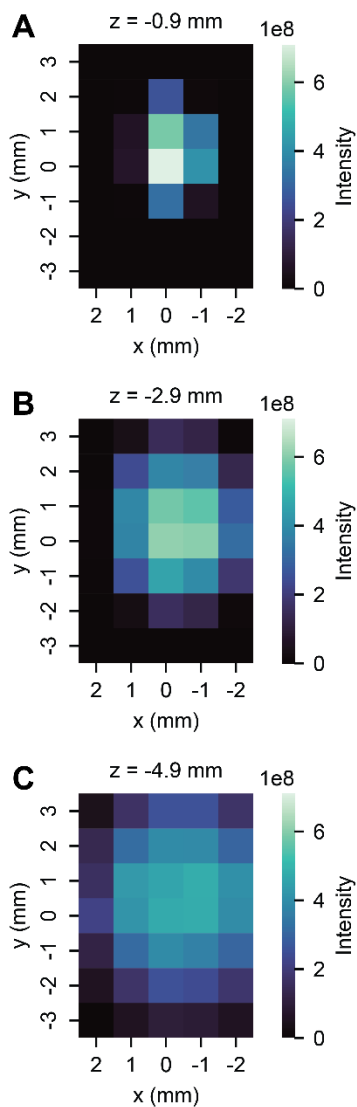 A
z = -0.9 mm
1e8
3
2
1
0
-1
-2
-3
y (mm)
2 1 0 -1 -2
x (mm)
6
4
2
0
Intensity
B
z = -2.9 mm
1e8
3
2
1
0
-1
-2
-3
y (mm)
2 1 0 -1 -2
x (mm)
6
4
2
0
Intensity
C
z = -4.9 mm
1e8
3
2
1
0
-1
-2
-3
y (mm)
2 1 0 -1 -2
x (mm)
6
4
2
0
Intensity